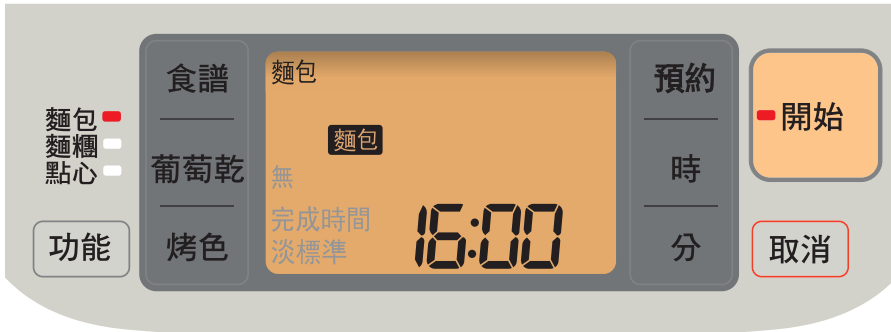 麵包
麵糰
點心
功能
食譜
葡萄乾
烤色
麵包
麵包
無
完成時間
淡標準
16:00
預約
時
分
開始
取消